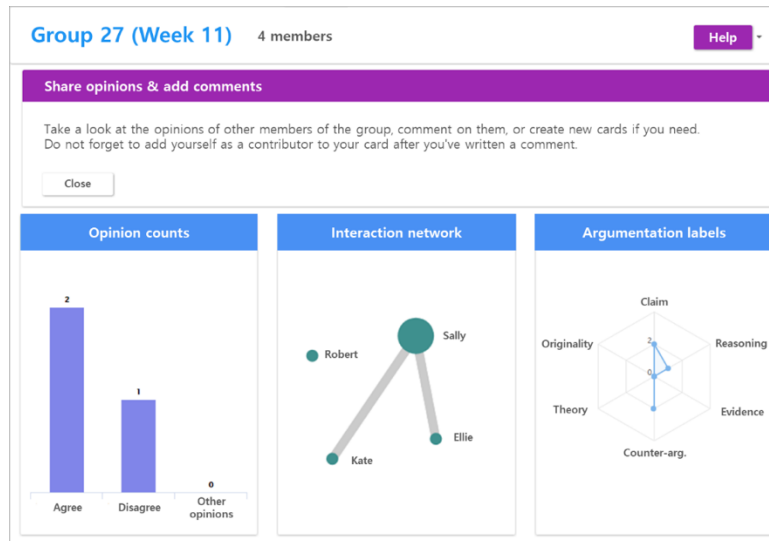 Group 27 (Week 11) 4 members
Help
Share opinions & add comments
Take a look at the opinions of other members of the group, comment on them, or create new cards if you need.
Do not forget to add yourself as a contributor to your card after you've written a comment.
Close
Opinion counts
2
1
0
Agree
Disagree
Other
opinions
Interaction network
Sally
Robert
Ellie
Kate
Argumentation labels
Claim
Originality
2
Reasoning
0
Theory
Evidence
Counter-arg.